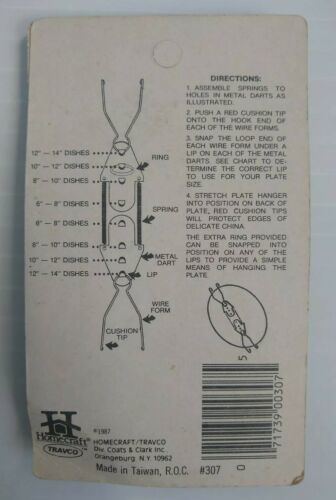 DIRECTIONS:
1. ASSEMBLE SPRINGS TO
HOLES IN METAL DARTS AS
ILLUSTRATED.
2. PUSH A RED CUSHION TIP
ONTO THE HOOK END OF
EACH OF THE WIRE FORMS.
3. SNAP THE LOOP END OF
EACH WIRE FORM UNDER A
LIP ON EACH OF THE METAL
DARTS SEE CHART TO DE-
TERMINE THE CORRECT LIP
TO USE FOR YOUR PLATE
SIZE.
4. STRETCH PLATE HANGER
INTO POSITION ON BACK OF
PLATE, RED CUSHION TIPS
WILL PROTECT EDGES OF
DELICATE CHINA.
THE EXTRA RING PROVIDED
CAN BE SNAPPED INTO
POSITION ON ANY OF THE
LIPS TO PROVIDE A SIMPLE
MEANS OF HANGING THE
PLATE.
12" – 14" DISHES
10" – 12" DISHES
8" – 10" DISHES
6" – 8" DISHES
6" – 8" DISHES
8" – 10" DISHES
10" – 12" DISHES
12" – 14" DISHES
RING
SPRING
METAL
DART
LIP
WIRE
FORM
CUSHION
TIP
H
Homecraft
TRAVCO
©1987
HOMECRAFT/TRAVCO
Div. Coats & Clark Inc.
Orangeburg N.Y. 10962
Made in Taiwan, R.O.C. #307
5
71739 00307
0